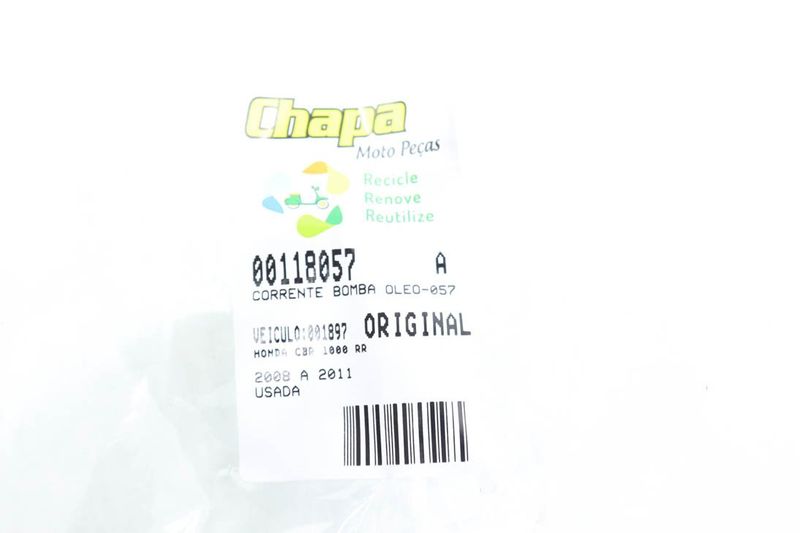 Chapa
Moto Peças
Recicle
Renove
Reutilize
00118057 A
CORRENTE BOMBA OLEO-057
VEICULO:001897 ORIGINAL
HONDA CBR 1000 RR
2008 A 2011
USADA